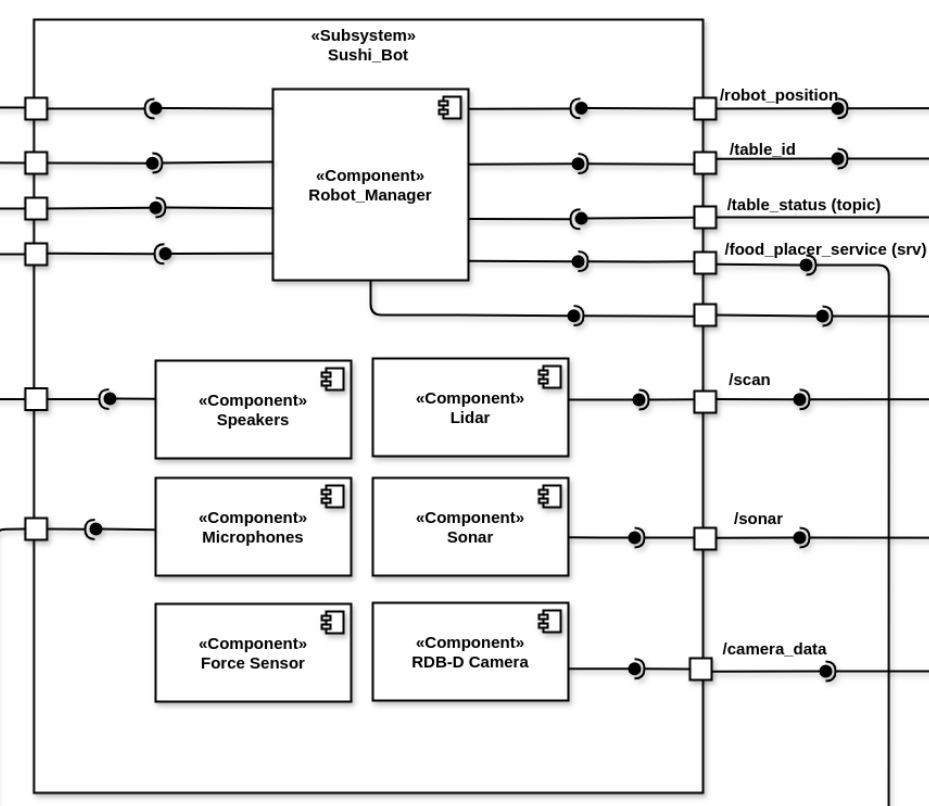 «Subsystem»
Sushi_Bot
«Component»
Robot_Manager
/robot_position
/table_id
/table_status (topic)
/food_placer_service (srv)
«Component»
Speakers
«Component»
Lidar
/scan
«Component»
Microphones
«Component»
Sonar
/sonar
«Component»
Force Sensor
«Component»
RDB-D Camera
/camera_data